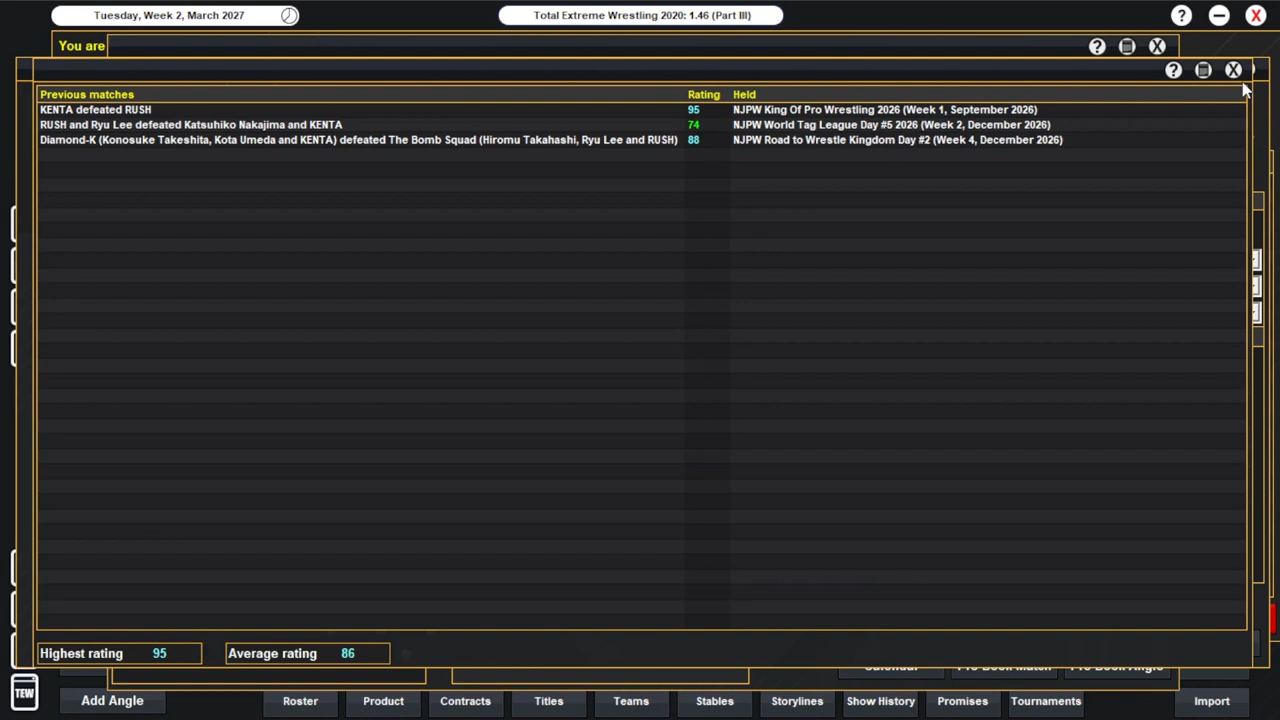 Tuesday, Week 2, March 2027
Total Extreme Wrestling 2020: 1.46 (Part III)
?
X
You are
?
X
?
X
Previous matches Rating Held
KENTA defeated RUSH 95 NJPW King Of Pro Wrestling 2026 (Week 1, September 2026)
RUSH and Ryu Lee defeated Katsuhiko Nakajima and KENTA 74 NJPW World Tag League Day #5 2026 (Week 2, December 2026)
Diamond-K (Konosuke Takeshita, Kota Umeda and KENTA) defeated The Bomb Squad (Hiromu Takahashi, Ryu Lee and RUSH) 88 NJPW Road to Wrestle Kingdom Day #2 (Week 4, December 2026)
Highest rating 95 Average rating 86
TEW
Add Angle Roster Product Contracts Titles Teams Stables Storylines Show History Promises Tournaments Import